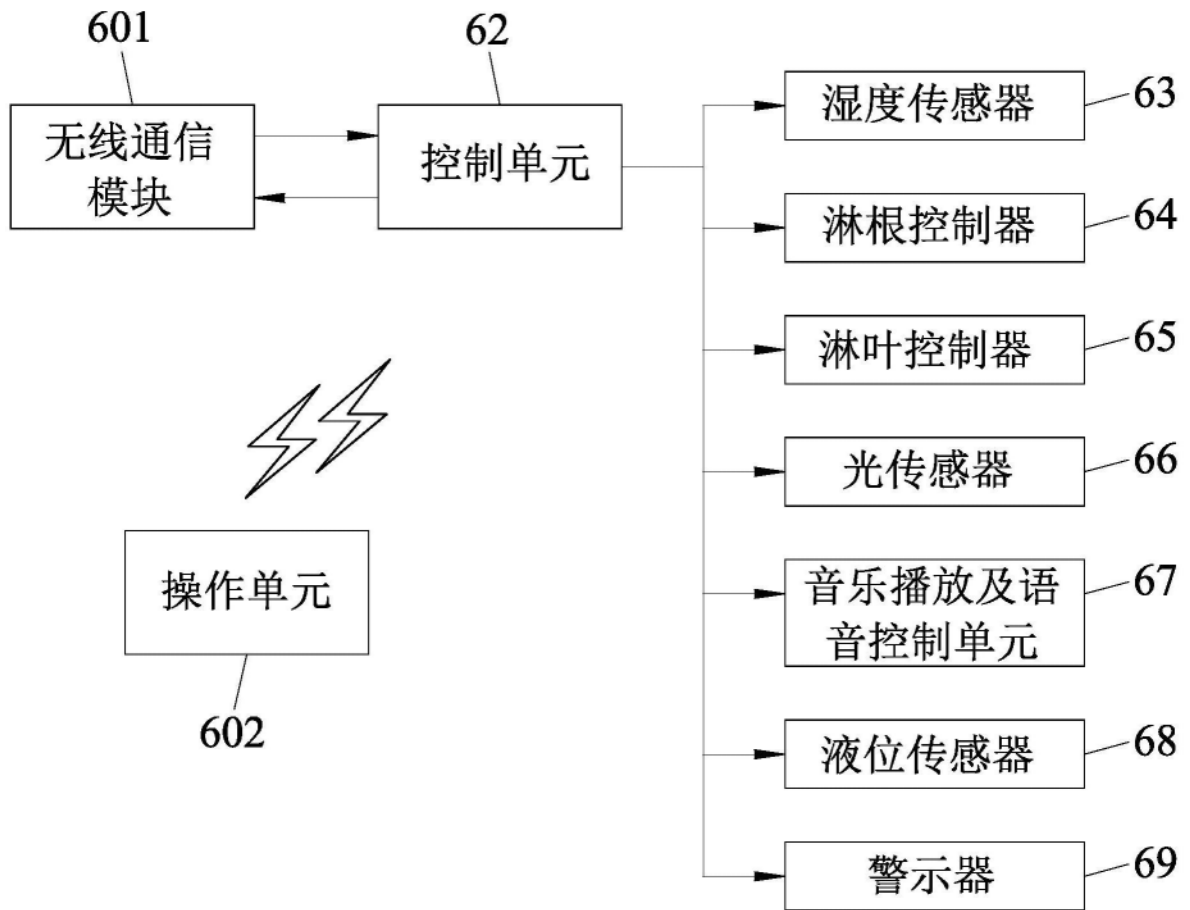 601
62
无线通信
模块
控制单元
湿度传感器
63
淋根控制器
64
淋叶控制器
65
光传感器
66
音乐播放及语
音控制单元
67
操作单元
602
液位传感器
68
警示器
69